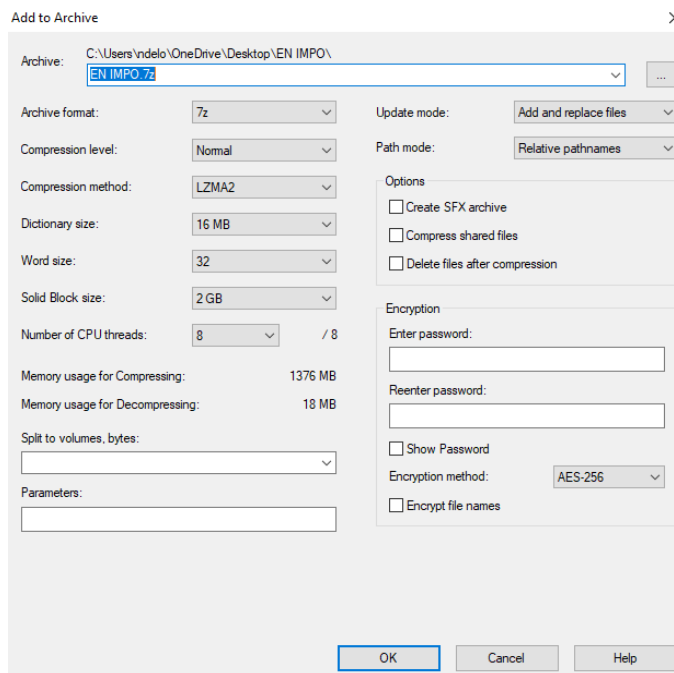 Add to Archive
Archive:
C:\Users\ndelo\OneDrive\Desktop\EN IMPO\
EN IMPO.7z
...
Archive format:
7z
Compression level:
Normal
Compression method:
LZMA2
Dictionary size:
16 MB
Word size:
32
Solid Block size:
2 GB
Number of CPU threads:
8
/ 8
Memory usage for Compressing:
1376 MB
Memory usage for Decompressing:
18 MB
Split to volumes, bytes:
Parameters:
Update mode:
Add and replace files
Path mode:
Relative pathnames
Options
Create SFX archive
Compress shared files
Delete files after compression
Encryption
Enter password:
Reenter password:
Show Password
Encryption method:
AES-256
Encrypt file names
OK
Cancel
Help